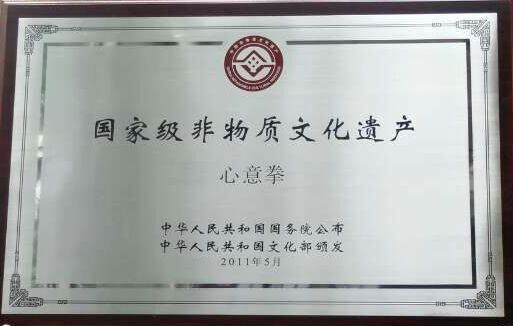 国家级非物质文化遗产
心意拳
中华人民共和国国务院公布
中华人民共和国文化部颁发
2011年5月